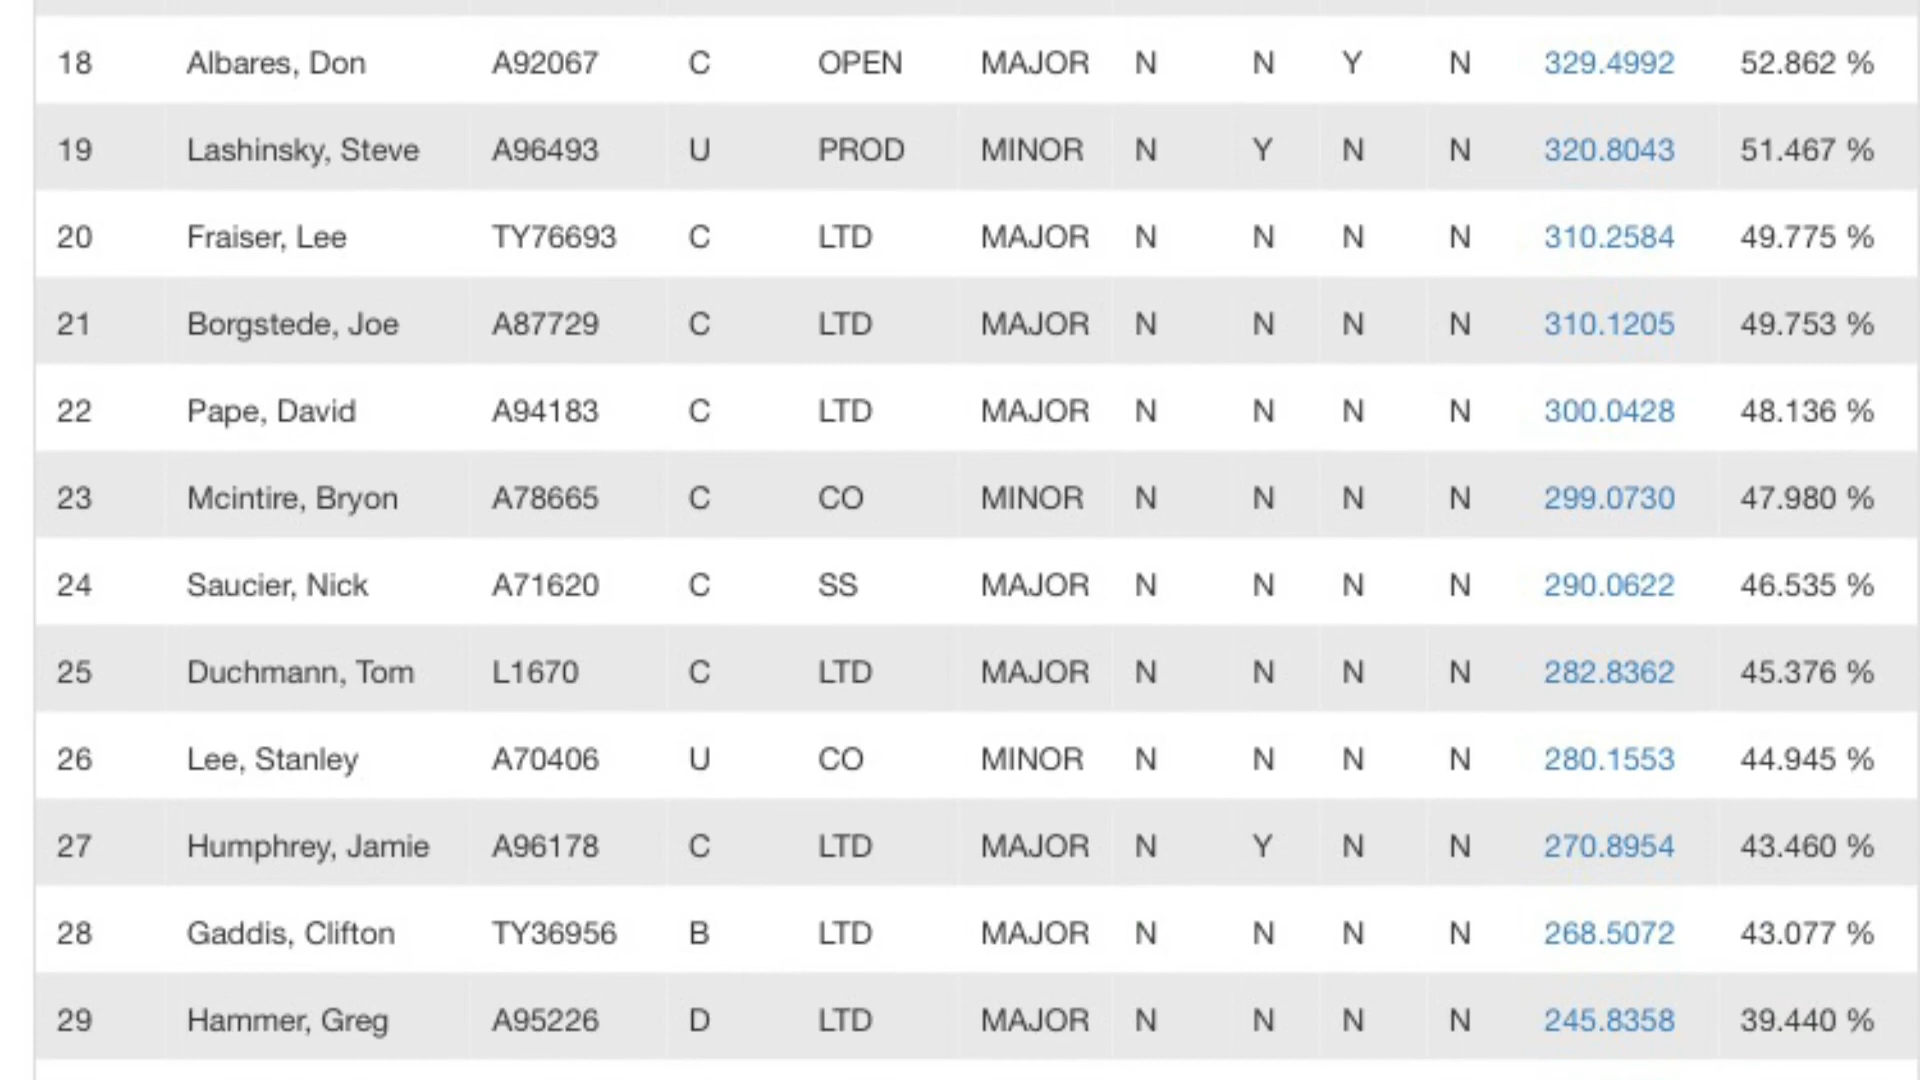 18 Albares, Don A92067 C OPEN MAJOR N N Y N 329.4992 52.862 %
19 Lashinsky, Steve A96493 U PROD MINOR N Y N N 320.8043 51.467 %
20 Fraiser, Lee TY76693 C LTD MAJOR N N N N 310.2584 49.775 %
21 Borgstede, Joe A87729 C LTD MAJOR N N N N 310.1205 49.753 %
22 Pape, David A94183 C LTD MAJOR N N N N 300.0428 48.136 %
23 Mcintire, Bryon A78665 C CO MINOR N N N N 299.0730 47.980 %
24 Saucier, Nick A71620 C SS MAJOR N N N N 290.0622 46.535 %
25 Duchmann, Tom L1670 C LTD MAJOR N N N N 282.8362 45.376 %
26 Lee, Stanley A70406 U CO MINOR N N N N 280.1553 44.945 %
27 Humphrey, Jamie A96178 C LTD MAJOR N Y N N 270.8954 43.460 %
28 Gaddis, Clifton TY36956 B LTD MAJOR N N N N 268.5072 43.077 %
29 Hammer, Greg A95226 D LTD MAJOR N N N N 245.8358 39.440 %